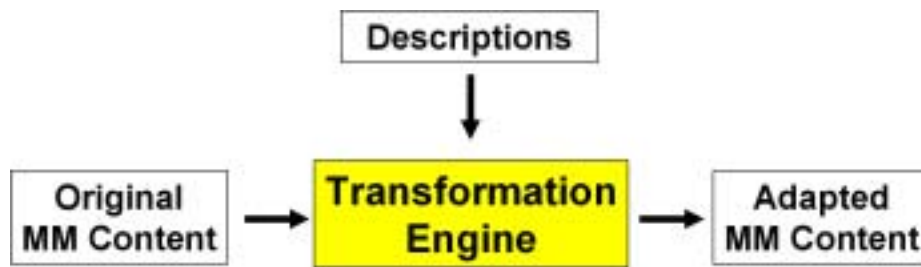 Descriptions
Original
MM Content
Transformation
Engine
Adapted
MM Content